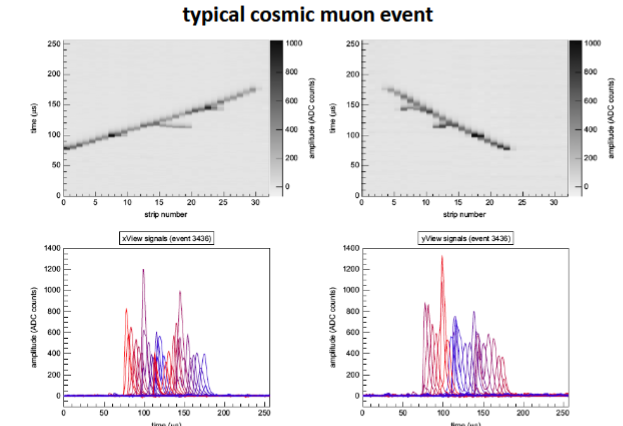 typical cosmic muon event
250
200
150
100
50
0
time (μs)
0 5 10 15 20 25 30
strip number
1000
800
600
400
200
0
amplitude (ADC counts)
250
200
150
100
50
0
time (μs)
0 5 10 15 20 25 30
strip number
1000
800
600
400
200
0
amplitude (ADC counts)
xView signals (event 3436)
1400
1200
1000
800
600
400
200
0
amplitude (ADC counts)
0 50 100 150 200 250
time (μs)
yView signals (event 3436)
1400
1200
1000
800
600
400
200
0
amplitude (ADC counts)
0 50 100 150 200 250
time (μs)